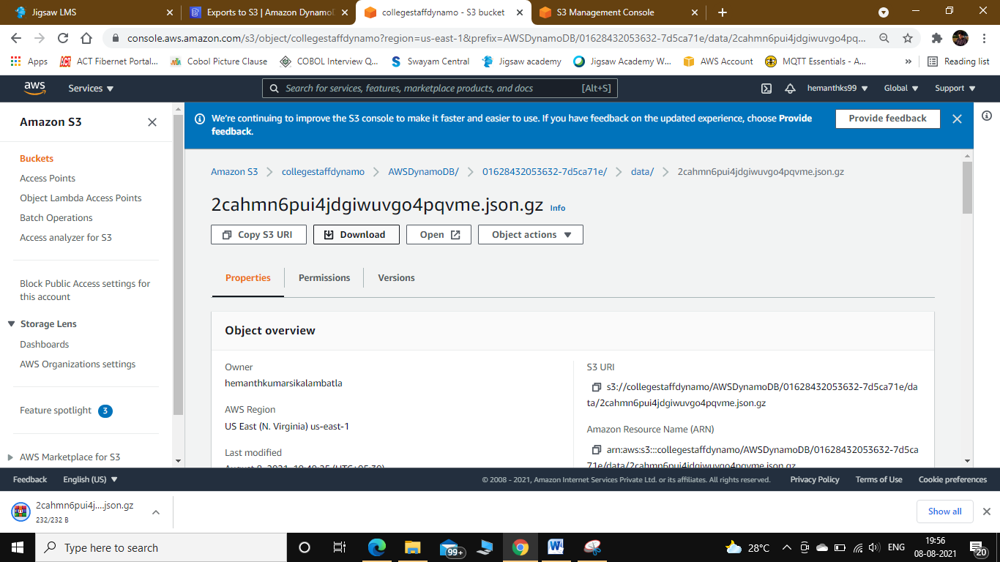 Jigsaw LMS
Exports to S3 | Amazon DynamoD
collegestaffdynamo - S3 bucket
S3 Management Console
console.aws.amazon.com/s3/object/collegestaffdynamo?region=us-east-1&prefix=AWSDynamoDB/01628432053632-7d5ca71e/data/2cahmn6pui4jdgiwuvgo4pq...
Apps
ACT Fibernet Portal...
Cobol Picture Clause
COBOL Interview Q...
Swayam Central
Jigsaw academy
Jigsaw Academy W...
AWS Account
MQTT Essentials - A...
»
Reading list
aws
Services
Search for services, features, marketplace products, and docs
[Alt+S]
hemanthks99
Global
Support
Amazon S3
Buckets
Access Points
Object Lambda Access Points
Batch Operations
Access analyzer for S3
Block Public Access settings for
this account
Storage Lens
Dashboards
AWS Organizations settings
Feature spotlight 3
AWS Marketplace for S3
We're continuing to improve the S3 console to make it faster and easier to use. If you have feedback on the updated experience, choose Provide
feedback.
Provide feedback
Amazon S3
collegestaffdynamo
AWSDynamoDB/
01628432053632-7d5ca71e/
data/
2cahmn6pui4jdgiwuvgo4pqvme.json.gz
2cahmn6pui4jdgiwuvgo4pqvme.json.gz Info
Copy S3 URI
Download
Open
Object actions
Properties
Permissions
Versions
Object overview
Owner
hemanthkumarsikalambatla
AWS Region
US East (N. Virginia) us-east-1
Last modified
August 8, 2021, 19:49:25 (UTC+05:30)
S3 URI
s3://collegestaffdynamo/AWSDynamoDB/01628432053632-7d5ca71e/da
ta/2cahmn6pui4jdgiwuvgo4pqvme.json.gz
Amazon Resource Name (ARN)
arn:aws:s3:::collegestaffdynamo/AWSDynamoDB/01628432053632-7d5ca
71e/data/2cahmn6pui4jdgiwuvgo4pqvme.json.gz
Feedback
English (US)
© 2008 - 2021, Amazon Internet Services Private Ltd. or its affiliates. All rights reserved.
Privacy Policy
Terms of Use
Cookie preferences
2cahmn6pui4j....json.gz
232/232 B
Show all
Type here to search
99+
28°C
ENG
19:56
08-08-2021
20